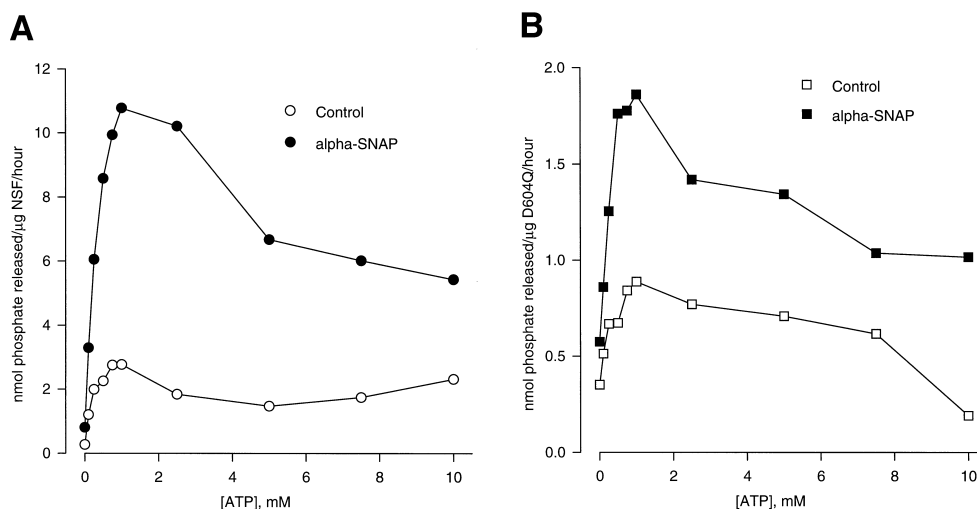 A
nmol phosphate released/μg NSF/hour
12
10
8
6
4
2
0
Control
alpha-SNAP
0 2 4 6 8 10
[ATP], mM
B
nmol phosphate released/μg D604Q/hour
2.0
1.5
1.0
0.5
0.0
Control
alpha-SNAP
0 2 4 6 8 10
[ATP], mM